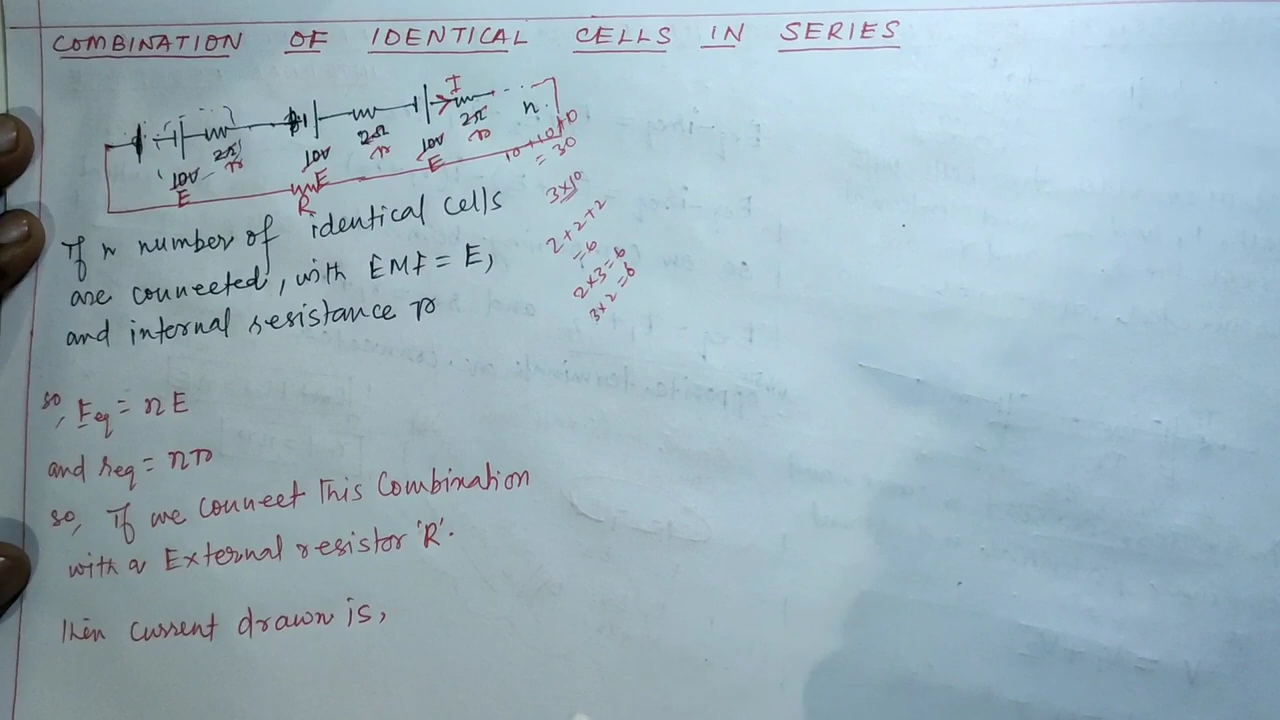 COMBINATION OF IDENTICAL CELLS IN SERIES
I
2Ω 2Ω 2Ω n
r r r
10V 10V 10V
E E E
R
10+10+10
= 30
3×10
2+2+2
=6
2×3=6
3×2=6
If n number of identical cells
are connected, with EMF = E,
and internal resistance r
so, Eeq = nE
and req = nr
so, If we connect This Combination
with a External resistor 'R'.
Then current drawn is,